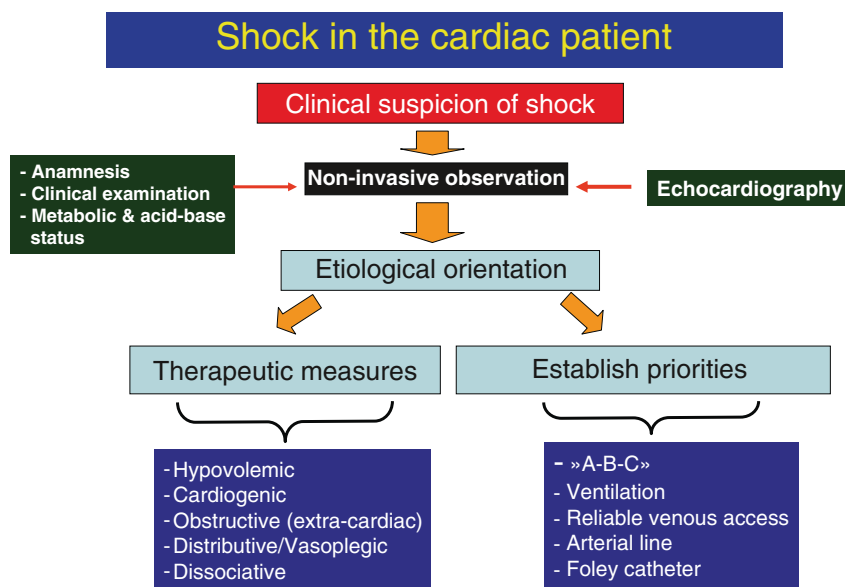 Shock in the cardiac patient
Clinical suspicion of shock
- Anamnesis
- Clinical examination
- Metabolic & acid-base
status
Non-invasive observation
Echocardiography
Etiological orientation
Therapeutic measures
Establish priorities
- Hypovolemic
- Cardiogenic
- Obstructive (extra-cardiac)
- Distributive/Vasoplegic
- Dissociative
- »A-B-C»
- Ventilation
- Reliable venous access
- Arterial line
- Foley catheter